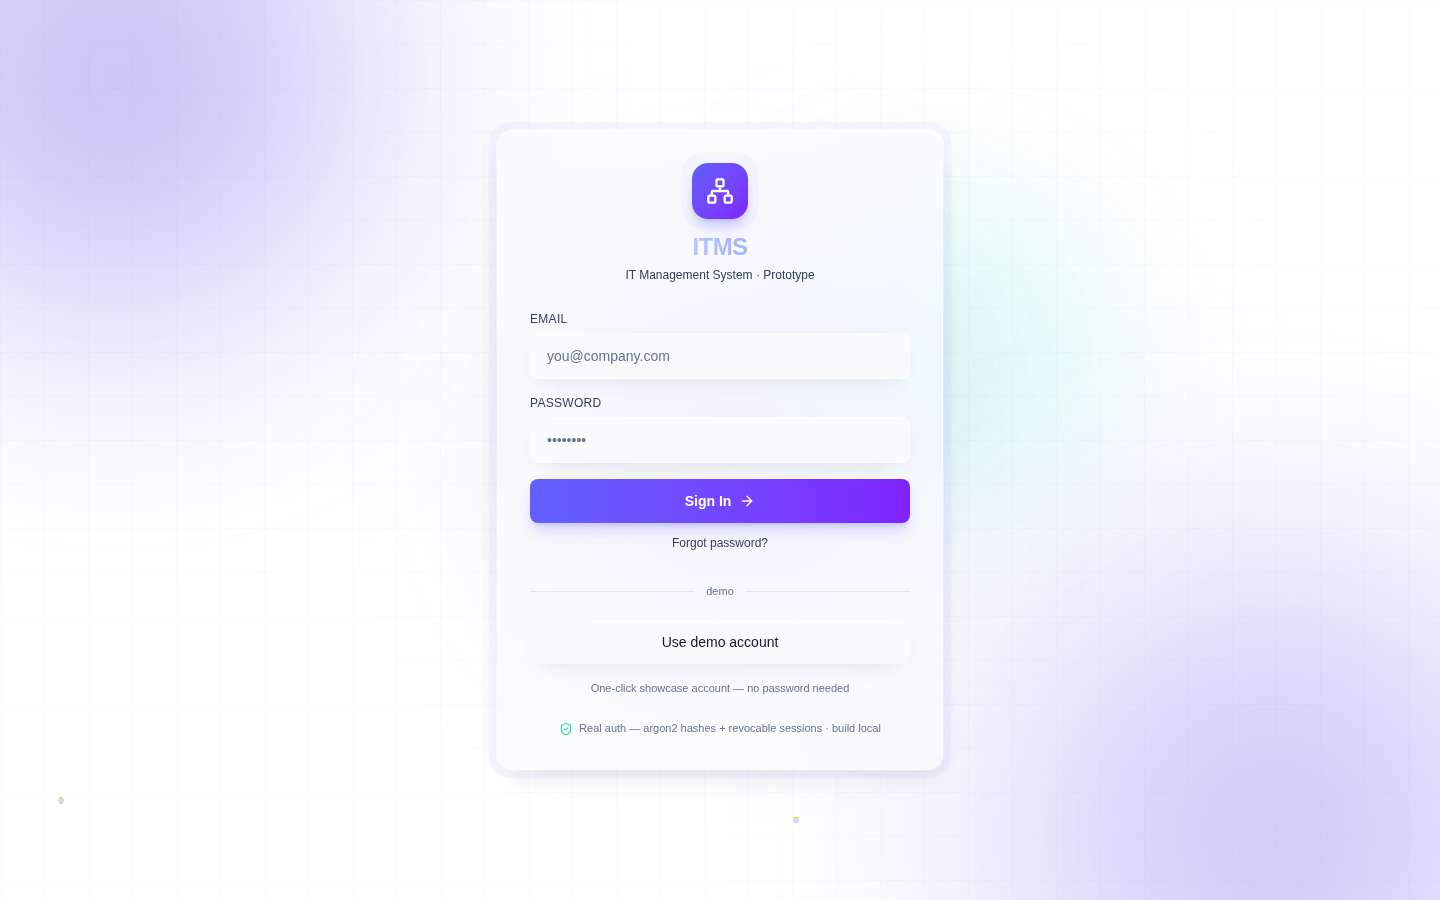 ITMS
IT Management System · Prototype
EMAIL
you@company.com
PASSWORD
••••••••
Sign In
Forgot password?
demo
Use demo account
One-click showcase account — no password needed
Real auth — argon2 hashes + revocable sessions · build local